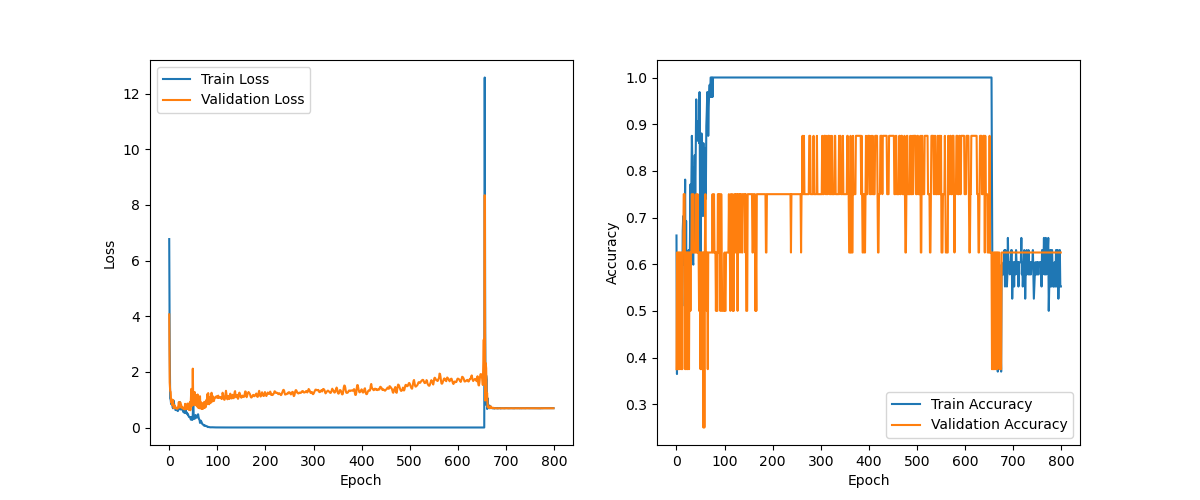 Train Loss
Validation Loss
12
10
8
6
4
2
0
Loss
0 100 200 300 400 500 600 700 800
Epoch
1.0
0.9
0.8
0.7
0.6
0.5
0.4
0.3
Accuracy
Train Accuracy
Validation Accuracy
0 100 200 300 400 500 600 700 800
Epoch